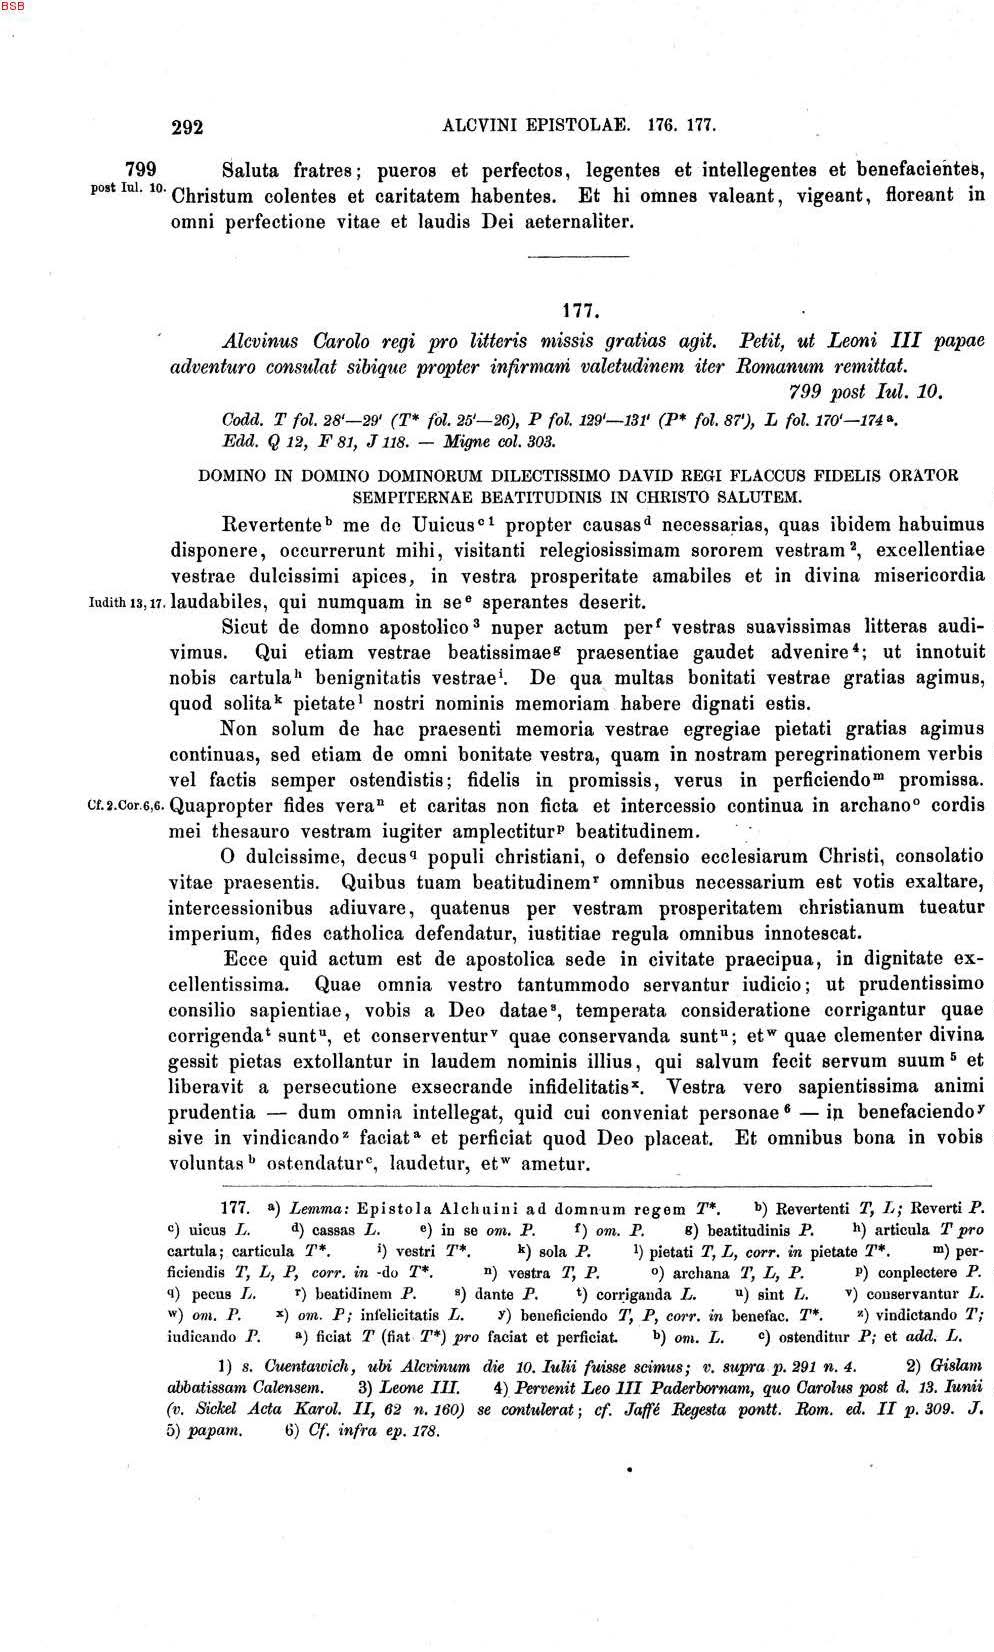 BSB
292 ALCVINI EPISTOLAE. 176. 177.
799 Saluta fratres; pueros et perfectos, legentes et intellegentes et benefacientes,
post Iul. 10. Christum colentes et caritatem habentes. Et hi omnes valeant, vigeant, floreant in
omni perfectione vitae et laudis Dei aeternaliter.
177.
Alcvinus Carolo regi pro litteris missis gratias agit. Petit, ut Leoni III papae
adventuro consulat sibique propter infirmam valetudinem iter Romanum remittat.
799 post Iul. 10.
Codd. T fol. 28'—29' (T* fol. 25'—26), P fol. 129'—131' (P* fol. 87'), L fol. 170'—174 a.
Edd. Q 12, F 81, J 118. — Migne col. 303.
DOMINO IN DOMINO DOMINORUM DILECTISSIMO DAVID REGI FLACCUS FIDELIS ORATOR
SEMPITERNAE BEATITUDINIS IN CHRISTO SALUTEM.
Revertente b me de Uuicus c 1 propter causas d necessarias, quas ibidem habuimus
disponere, occurrerunt mihi, visitanti relegiosissimam sororem vestram 2, excellentiae
vestrae dulcissimi apices, in vestra prosperitate amabiles et in divina misericordia
Iudith 13, 17. laudabiles, qui numquam in se e sperantes deserit.
Sicut de domno apostolico 3 nuper actum per f vestras suavissimas litteras audi-
vimus. Qui etiam vestrae beatissimae g praesentiae gaudet advenire 4; ut innotuit
nobis cartula h benignitatis vestrae i. De qua multas bonitati vestrae gratias agimus,
quod solita k pietate l nostri nominis memoriam habere dignati estis.
Non solum de hac praesenti memoria vestrae egregiae pietati gratias agimus
continuas, sed etiam de omni bonitate vestra, quam in nostram peregrinationem verbis
vel factis semper ostendistis; fidelis in promissis, verus in perficiendo m promissa.
Cf. 2. Cor. 6, 6. Quapropter fides vera n et caritas non ficta et intercessio continua in archano o cordis
mei thesauro vestram iugiter amplectitur p beatitudinem.
O dulcissime, decus q populi christiani, o defensio ecclesiarum Christi, consolatio
vitae praesentis. Quibus tuam beatitudinem r omnibus necessarium est votis exaltare,
intercessionibus adiuvare, quatenus per vestram prosperitatem christianum tueatur
imperium, fides catholica defendatur, iustitiae regula omnibus innotescat.
Ecce quid actum est de apostolica sede in civitate praecipua, in dignitate ex-
cellentissima. Quae omnia vestro tantummodo servantur iudicio; ut prudentissimo
consilio sapientiae, vobis a Deo datae s, temperata consideratione corrigantur quae
corrigenda t sunt u, et conserventur v quae conservanda sunt u; et w quae clementer divina
gessit pietas extollantur in laudem nominis illius, qui salvum fecit servum suum 5 et
liberavit a persecutione exsecrande infidelitatis x. Vestra vero sapientissima animi
prudentia — dum omnia intellegat, quid cui conveniat personae 6 — in benefaciendo y
sive in vindicando z faciat a et perficiat quod Deo placeat. Et omnibus bona in vobis
voluntas b ostendatur c, laudetur, et w ametur.
177. a) Lemma: Epistola Alchuini ad domnum regem T*. b) Revertenti T, L; Reverti P.
c) uicus L. d) cassas L. e) in se om. P. f) om. P. g) beatitudinis P. h) articula T pro
cartula; carticula T*. i) vestri T*. k) sola P. l) pietati T, L, corr. in pietate T*. m) per-
ficiendis T, L, P, corr. in -do T*. n) vestra T, P. o) archana T, L, P. p) conplectere P.
q) pecus L. r) beatidinem P. s) dante P. t) corriganda L. u) sint L. v) conservantur L.
w) om. P. x) om. P; infelicitatis L. y) beneficiendo T, P, corr. in benefac. T*. z) vindictando T;
iudicando P. a) ficiat T (fiat T*) pro faciat et perficiat. b) om. L. c) ostenditur P; et add. L.
1) s. Cuentawich, ubi Alcvinum die 10. Iulii fuisse scimus; v. supra p. 291 n. 4. 2) Gislam
abbatissam Calensem. 3) Leone III. 4) Pervenit Leo III Paderbornam, quo Carolus post d. 13. Iunii
(v. Sickel Acta Karol. II, 62 n. 160) se contulerat; cf. Jaffé Regesta pontt. Rom. ed. II p. 309. J.
5) papam. 6) Cf. infra ep. 178.